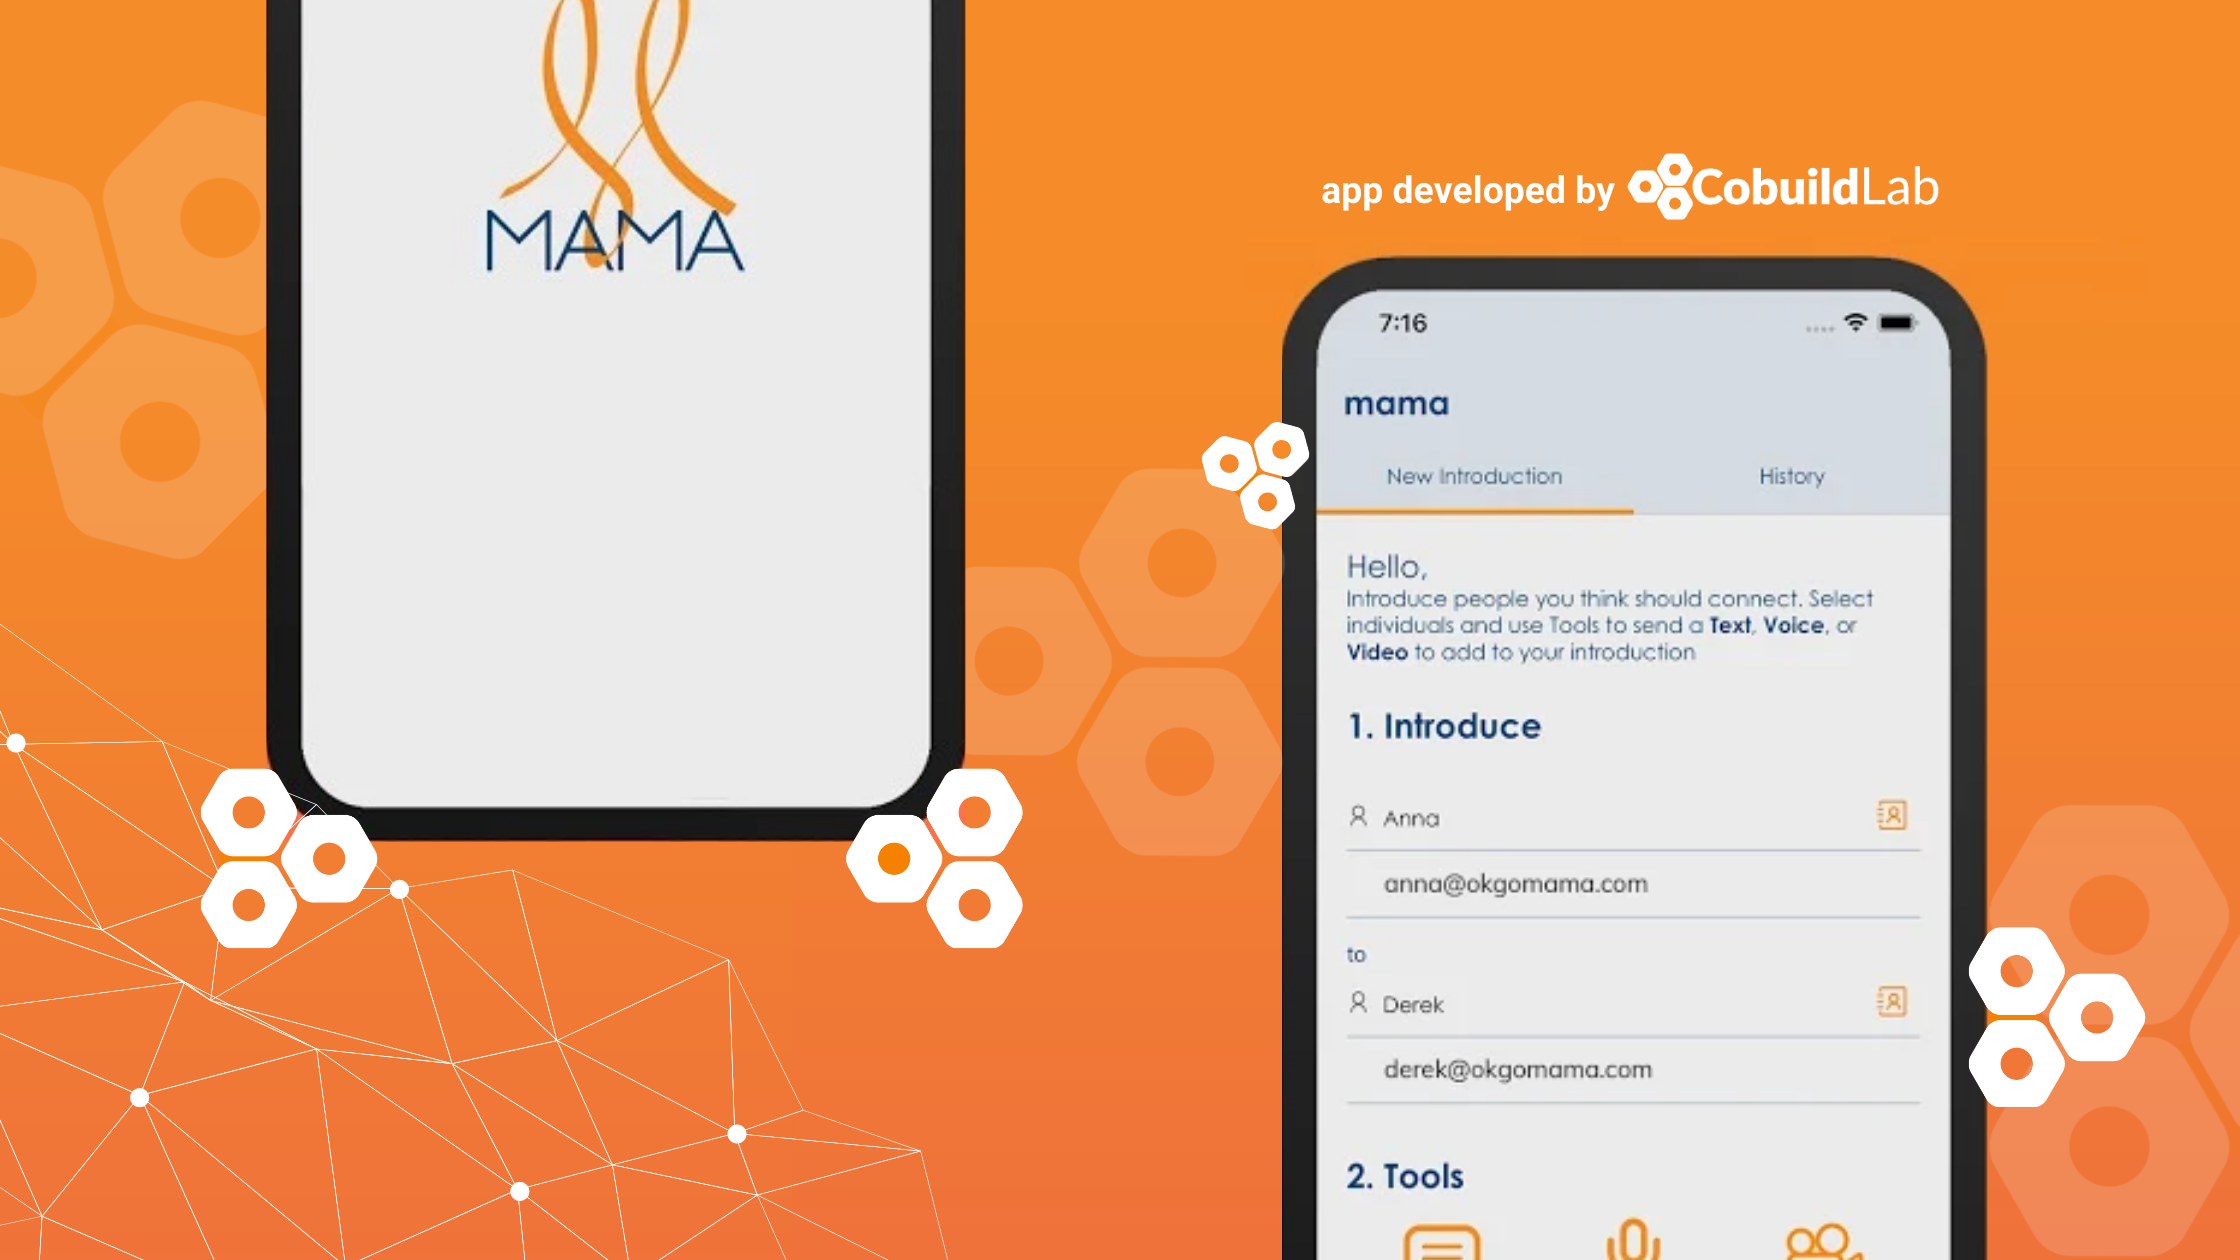 MAMA
app developed by CobuildLab
7:16
mama
New Introduction
History
Hello,
Introduce people you think should connect. Select
individuals and use Tools to send a Text, Voice, or
Video to add to your introduction
1. Introduce
Anna
anna@okgomama.com
to
Derek
derek@okgomama.com
2. Tools